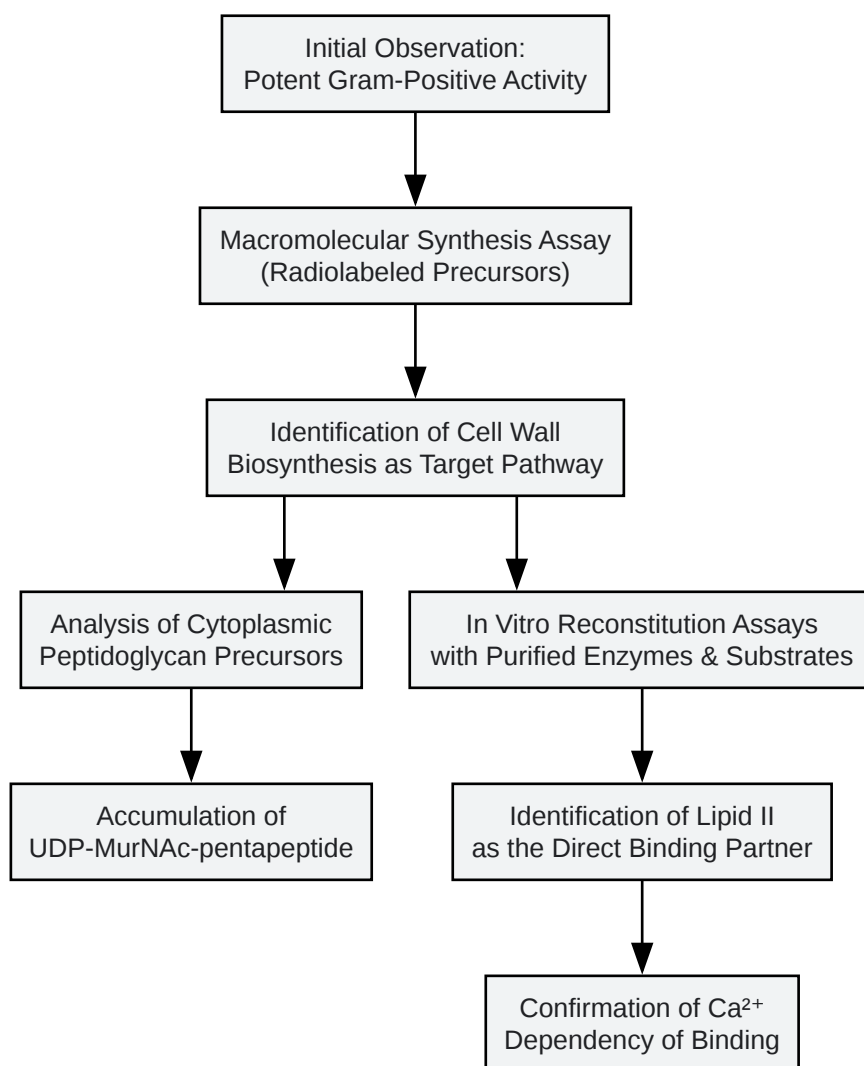 Initial Observation:
Potent Gram-Positive Activity
Macromolecular Synthesis Assay
(Radiolabeled Precursors)
Identification of Cell Wall
Biosynthesis as Target Pathway
Analysis of Cytoplasmic
Peptidoglycan Precursors
In Vitro Reconstitution Assays
with Purified Enzymes & Substrates
Accumulation of
UDP-MurNAc-pentapeptide
Identification of Lipid II
as the Direct Binding Partner
Confirmation of Ca²⁺
Dependency of Binding